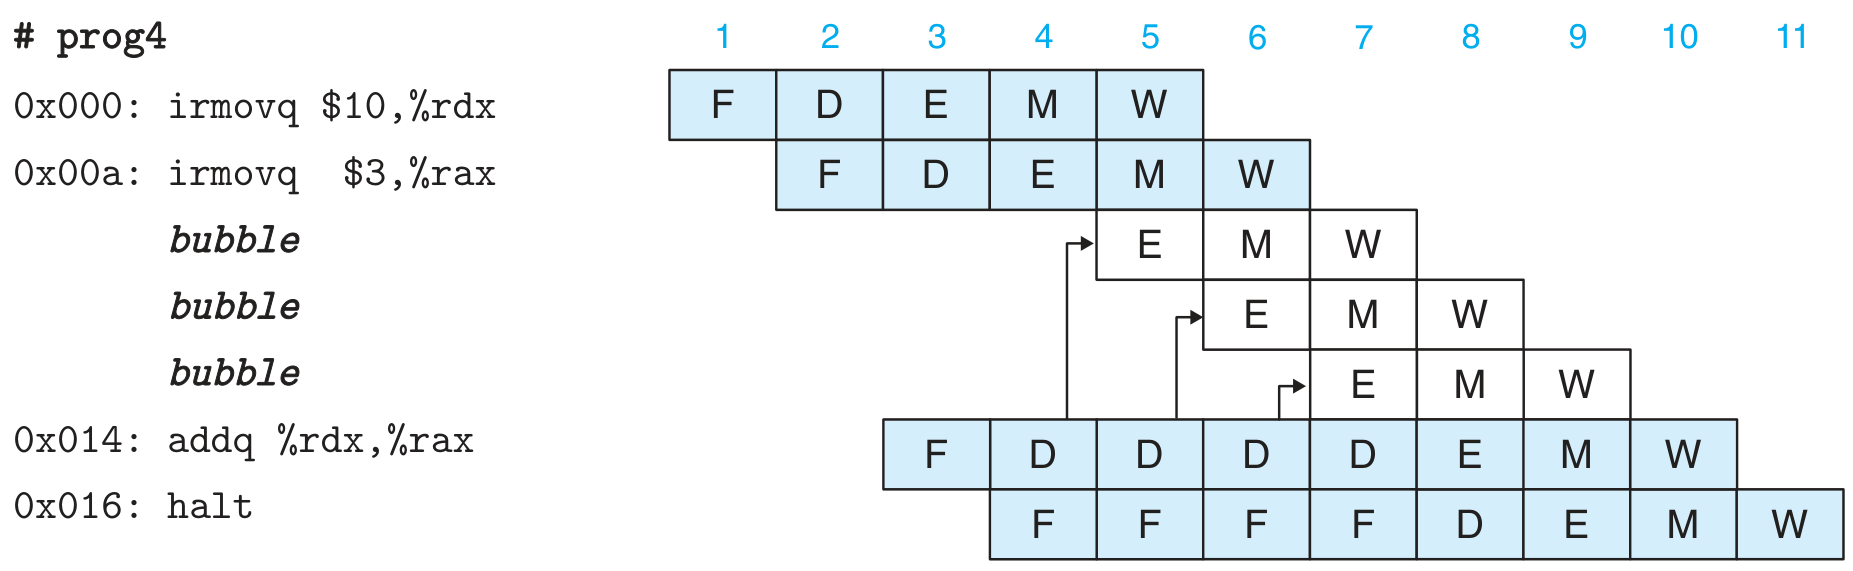 # prog4 1 2 3 4 5 6 7 8 9 10 11
0x000: irmovq $10,%rdx F D E M W
0x00a: irmovq  $3,%rax F D E M W
bubble E M W
bubble E M W
bubble E M W
0x014: addq %rdx,%rax F D D D D E M W
0x016: halt F F F F D E M W